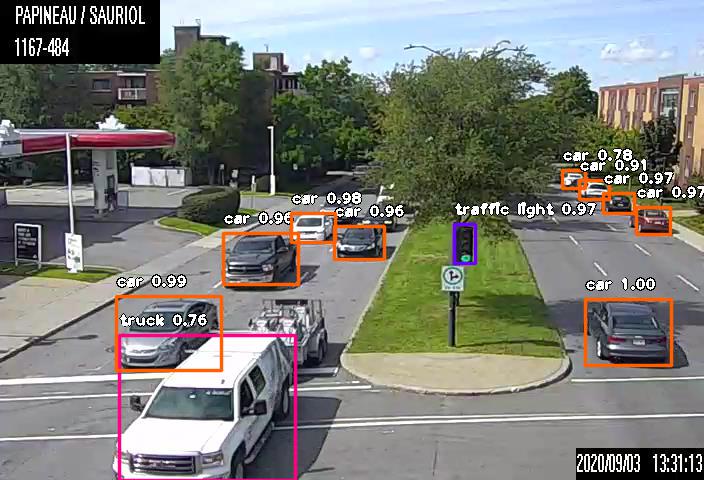 PAPINEAU / SAURIOL
1167-484
car 0.78
car 0.91
car 0.97
car 0.97
car 0.98
car 0.96
car 0.96
traffic light 0.97
car 0.99
car 1.00
truck 0.76
2020/09/03 13:31:13